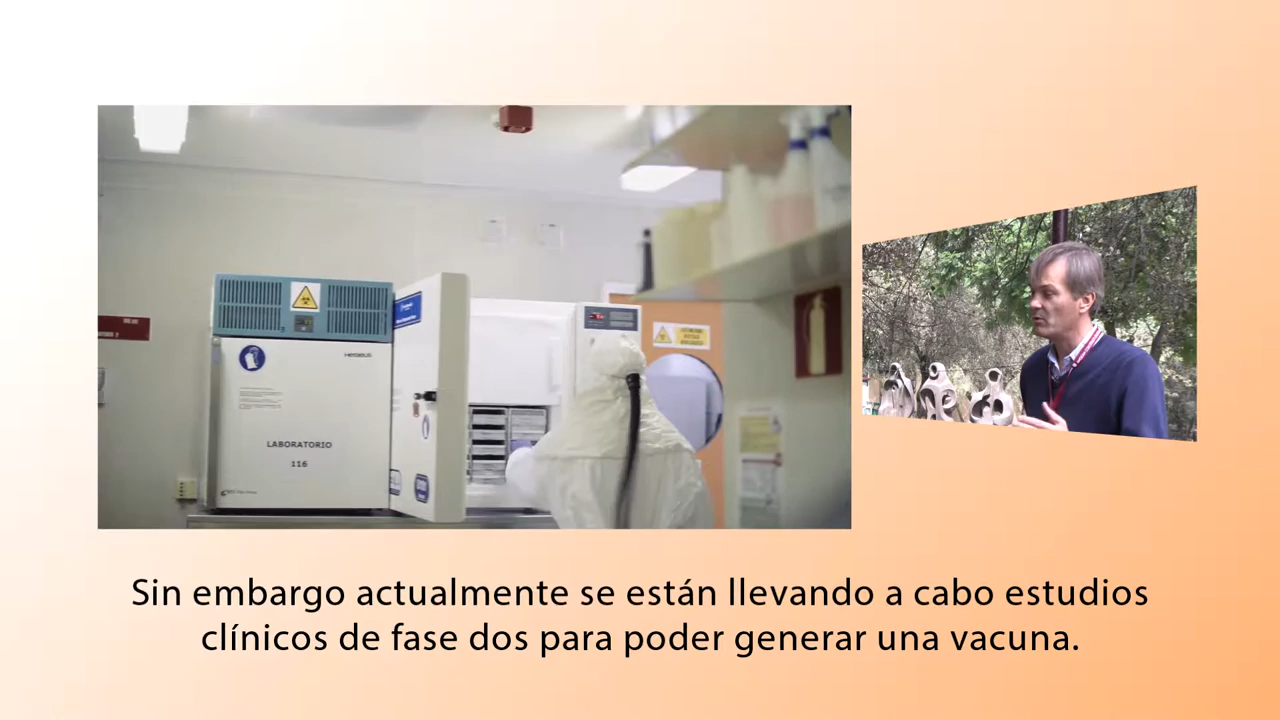 Heraeus
LABORATORIO
116
Sin embargo actualmente se están llevando a cabo estudios
clínicos de fase dos para poder generar una vacuna.